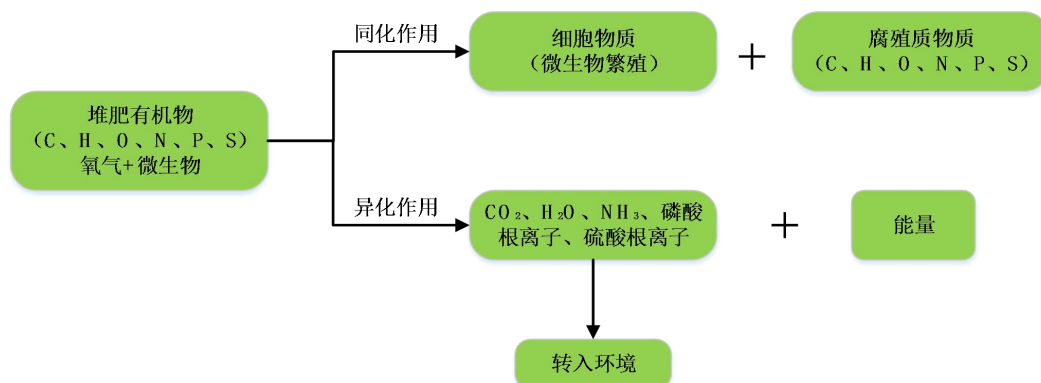 同化作用
细胞物质
（微生物繁殖）
+
腐殖质物质
（C、H、O、N、P、S）
堆肥有机物
（C、H、O、N、P、S）
氧气+微生物
异化作用
CO₂、H₂O、NH₃、磷酸
根离子、硫酸根离子
+
能量
转入环境